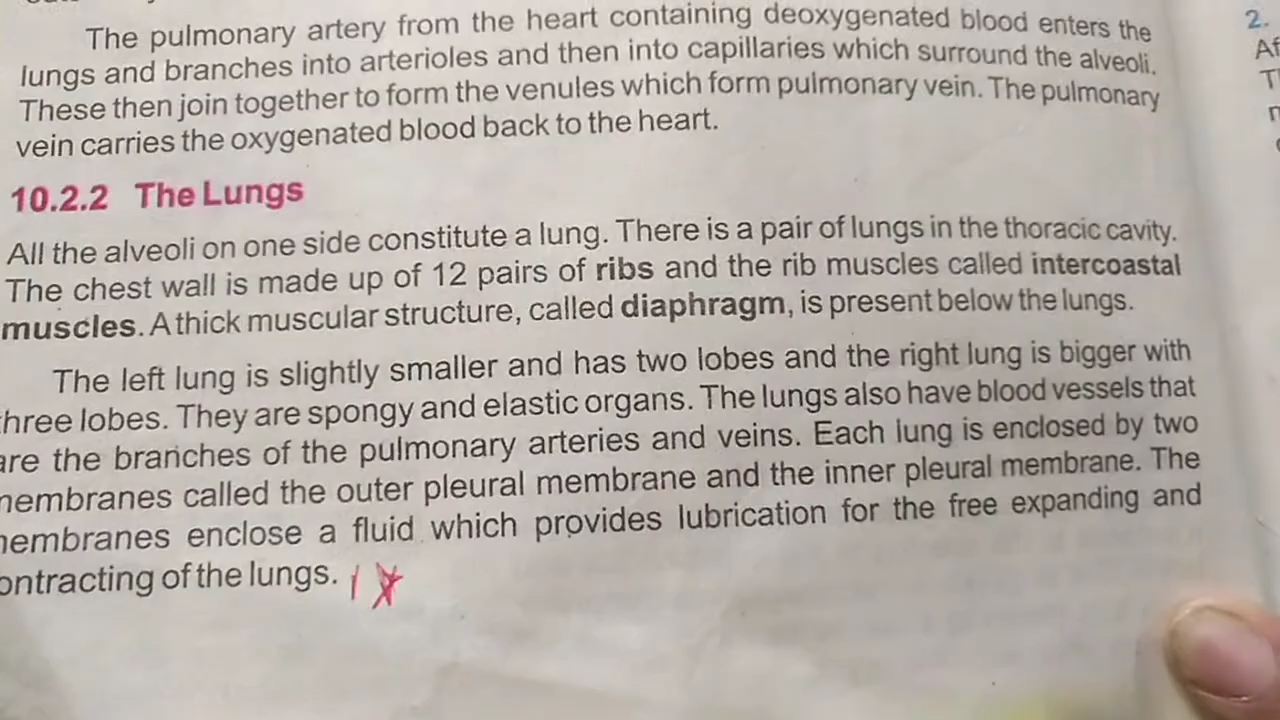 The pulmonary artery from the heart containing deoxygenated blood enters the
lungs and branches into arterioles and then into capillaries which surround the alveoli.
These then join together to form the venules which form pulmonary vein. The pulmonary
vein carries the oxygenated blood back to the heart.
10.2.2 The Lungs
All the alveoli on one side constitute a lung. There is a pair of lungs in the thoracic cavity.
The chest wall is made up of 12 pairs of ribs and the rib muscles called intercoastal
muscles. A thick muscular structure, called diaphragm, is present below the lungs.
The left lung is slightly smaller and has two lobes and the right lung is bigger with
three lobes. They are spongy and elastic organs. The lungs also have blood vessels that
are the branches of the pulmonary arteries and veins. Each lung is enclosed by two
membranes called the outer pleural membrane and the inner pleural membrane. The
membranes enclose a fluid which provides lubrication for the free expanding and
contracting of the lungs.
2.